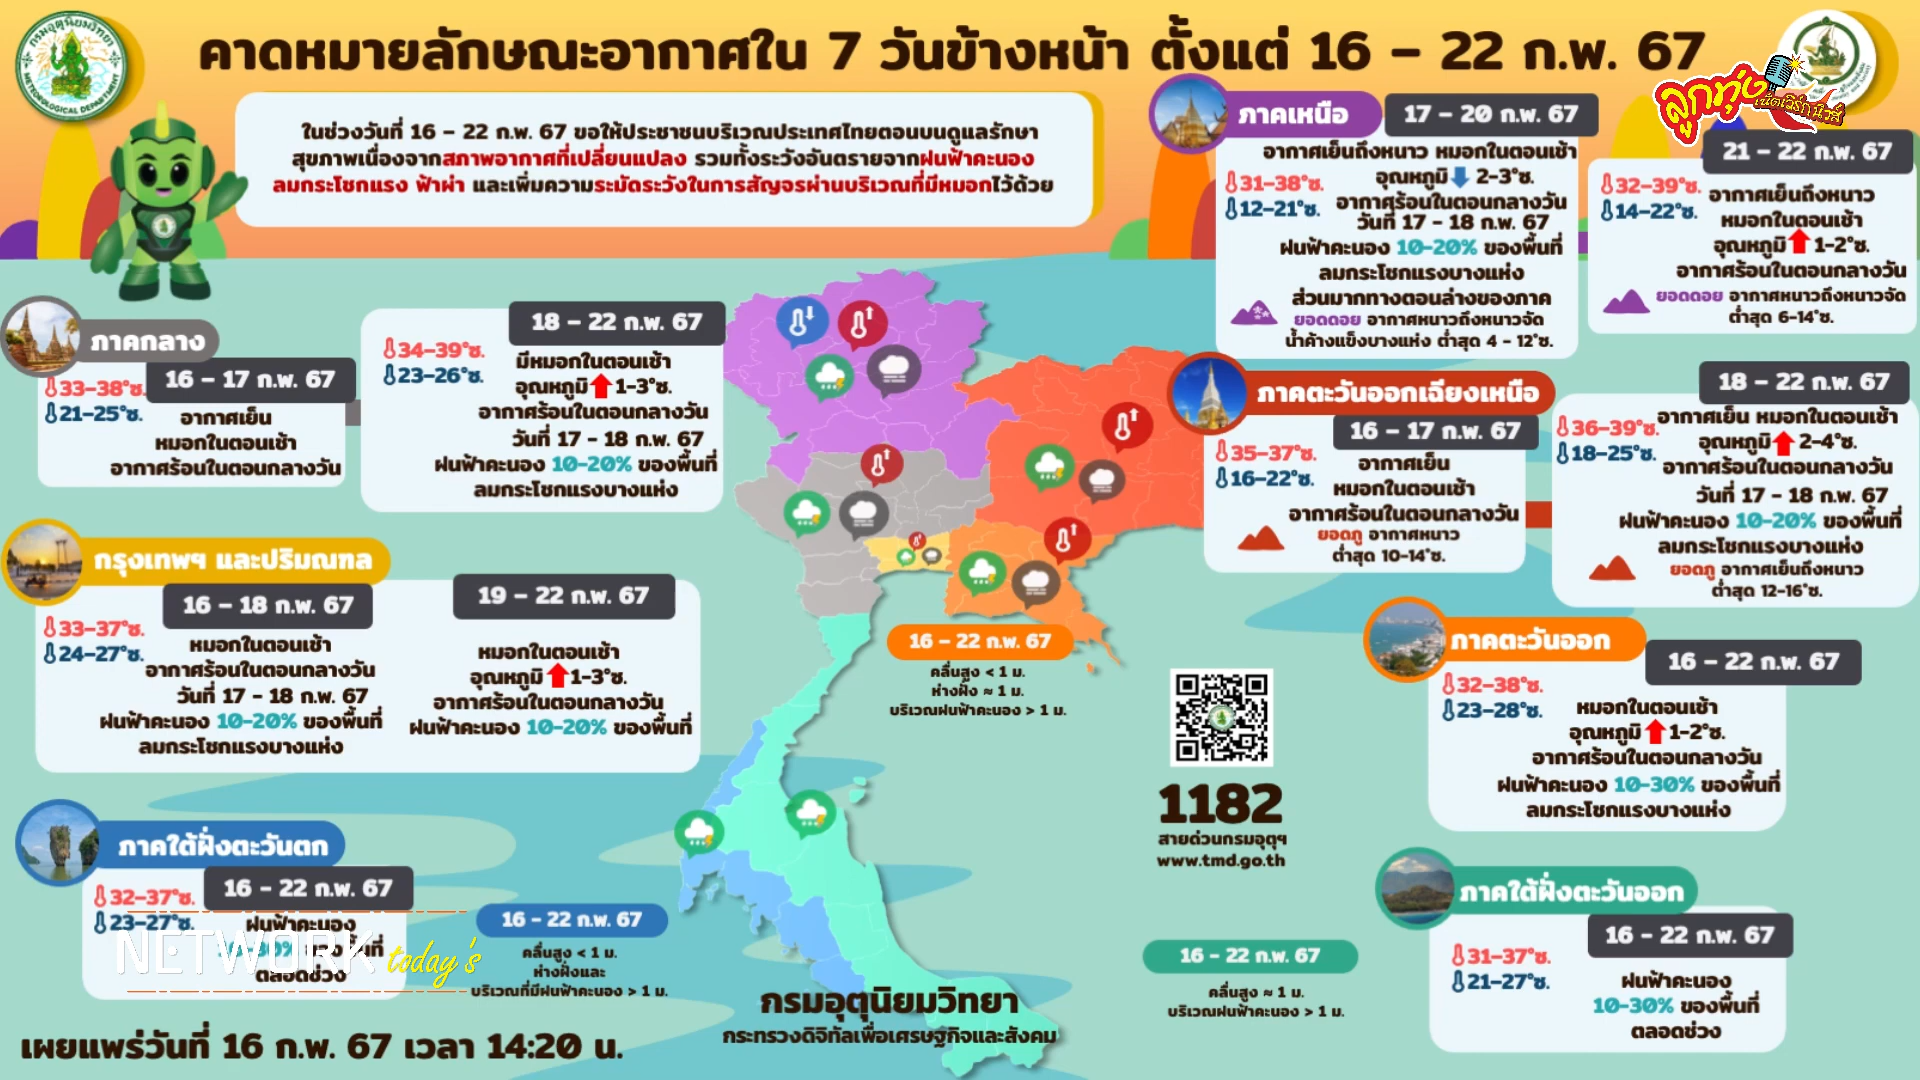 คาดหมายลักษณะอากาศใน 7 วันข้างหน้า ตั้งแต่ 16 – 22 ก.พ. 67
กรมอุตุนิยมวิทยา
METEOROLOGICAL DEPARTMENT
ลูกทุ่ง
เน็ตเวิร์กนิวส์
ในช่วงวันที่ 16 – 22 ก.พ. 67 ขอให้ประชาชนบริเวณประเทศไทยตอนบนดูแลรักษา
สุขภาพเนื่องจากสภาพอากาศที่เปลี่ยนแปลง รวมทั้งระวังอันตรายจากฝนฟ้าคะนอง
ลมกระโชกแรง ฟ้าผ่า และเพิ่มความระมัดระวังในการสัญจรผ่านบริเวณที่มีหมอกไว้ด้วย
ภาคเหนือ
17 – 20 ก.พ. 67
31–38°ซ.
12–21°ซ.
อากาศเย็นถึงหนาว หมอกในตอนเช้า
อุณหภูมิ 2–3°ซ.
อากาศร้อนในตอนกลางวัน
วันที่ 17 – 18 ก.พ. 67
ฝนฟ้าคะนอง 10–20% ของพื้นที่
ลมกระโชกแรงบางแห่ง
ส่วนมากทางตอนล่างของภาค
ยอดดอย อากาศหนาวถึงหนาวจัด
น้ำค้างแข็งบางแห่ง ต่ำสุด 4 - 12°ซ.
21 – 22 ก.พ. 67
32–39°ซ.
14–22°ซ.
อากาศเย็นถึงหนาว
หมอกในตอนเช้า
อุณหภูมิ 1–2°ซ.
อากาศร้อนในตอนกลางวัน
ยอดดอย อากาศหนาวถึงหนาวจัด
ต่ำสุด 6-14°ซ.
ภาคกลาง
16 – 17 ก.พ. 67
33–38°ซ.
21–25°ซ.
อากาศเย็น
หมอกในตอนเช้า
อากาศร้อนในตอนกลางวัน
18 – 22 ก.พ. 67
34–39°ซ.
23–26°ซ.
มีหมอกในตอนเช้า
อุณหภูมิ 1–3°ซ.
อากาศร้อนในตอนกลางวัน
วันที่ 17 – 18 ก.พ. 67
ฝนฟ้าคะนอง 10–20% ของพื้นที่
ลมกระโชกแรงบางแห่ง
ภาคตะวันออกเฉียงเหนือ
16 – 17 ก.พ. 67
35–37°ซ.
16–22°ซ.
อากาศเย็น
หมอกในตอนเช้า
อากาศร้อนในตอนกลางวัน
ยอดภู อากาศหนาว
ต่ำสุด 10-14°ซ.
18 – 22 ก.พ. 67
36–39°ซ.
18–25°ซ.
อากาศเย็น หมอกในตอนเช้า
อุณหภูมิ 2–4°ซ.
อากาศร้อนในตอนกลางวัน
วันที่ 17 – 18 ก.พ. 67
ฝนฟ้าคะนอง 10–20% ของพื้นที่
ลมกระโชกแรงบางแห่ง
ยอดภู อากาศเย็นถึงหนาว
ต่ำสุด 12-16°ซ.
กรุงเทพฯ และปริมณฑล
16 – 18 ก.พ. 67
33–37°ซ.
24–27°ซ.
หมอกในตอนเช้า
อากาศร้อนในตอนกลางวัน
วันที่ 17 – 18 ก.พ. 67
ฝนฟ้าคะนอง 10–20% ของพื้นที่
ลมกระโชกแรงบางแห่ง
19 – 22 ก.พ. 67
หมอกในตอนเช้า
อุณหภูมิ 1–3°ซ.
อากาศร้อนในตอนกลางวัน
ฝนฟ้าคะนอง 10–20% ของพื้นที่
16 – 22 ก.พ. 67
คลื่นสูง < 1 ม.
ห่างฝั่ง ≈ 1 ม.
บริเวณฝนฟ้าคะนอง > 1 ม.
ภาคตะวันออก
16 – 22 ก.พ. 67
32–38°ซ.
23–28°ซ.
หมอกในตอนเช้า
อุณหภูมิ 1–2°ซ.
อากาศร้อนในตอนกลางวัน
ฝนฟ้าคะนอง 10–30% ของพื้นที่
ลมกระโชกแรงบางแห่ง
1182
สายด่วนกรมอุตุฯ
www.tmd.go.th
ภาคใต้ฝั่งตะวันตก
16 – 22 ก.พ. 67
32–37°ซ.
23–27°ซ.
ฝนฟ้าคะนอง
10–30% ของพื้นที่
ตลอดช่วง
NETWORK today's
16 – 22 ก.พ. 67
คลื่นสูง < 1 ม.
ห่างฝั่งและ
บริเวณที่มีฝนฟ้าคะนอง > 1 ม.
ภาคใต้ฝั่งตะวันออก
16 – 22 ก.พ. 67
31–37°ซ.
21–27°ซ.
ฝนฟ้าคะนอง
10–30% ของพื้นที่
ตลอดช่วง
16 – 22 ก.พ. 67
คลื่นสูง ≈ 1 ม.
บริเวณฝนฟ้าคะนอง > 1 ม.
กรมอุตุนิยมวิทยา
กระทรวงดิจิทัลเพื่อเศรษฐกิจและสังคม
เผยแพร่วันที่ 16 ก.พ. 67 เวลา 14:20 น.